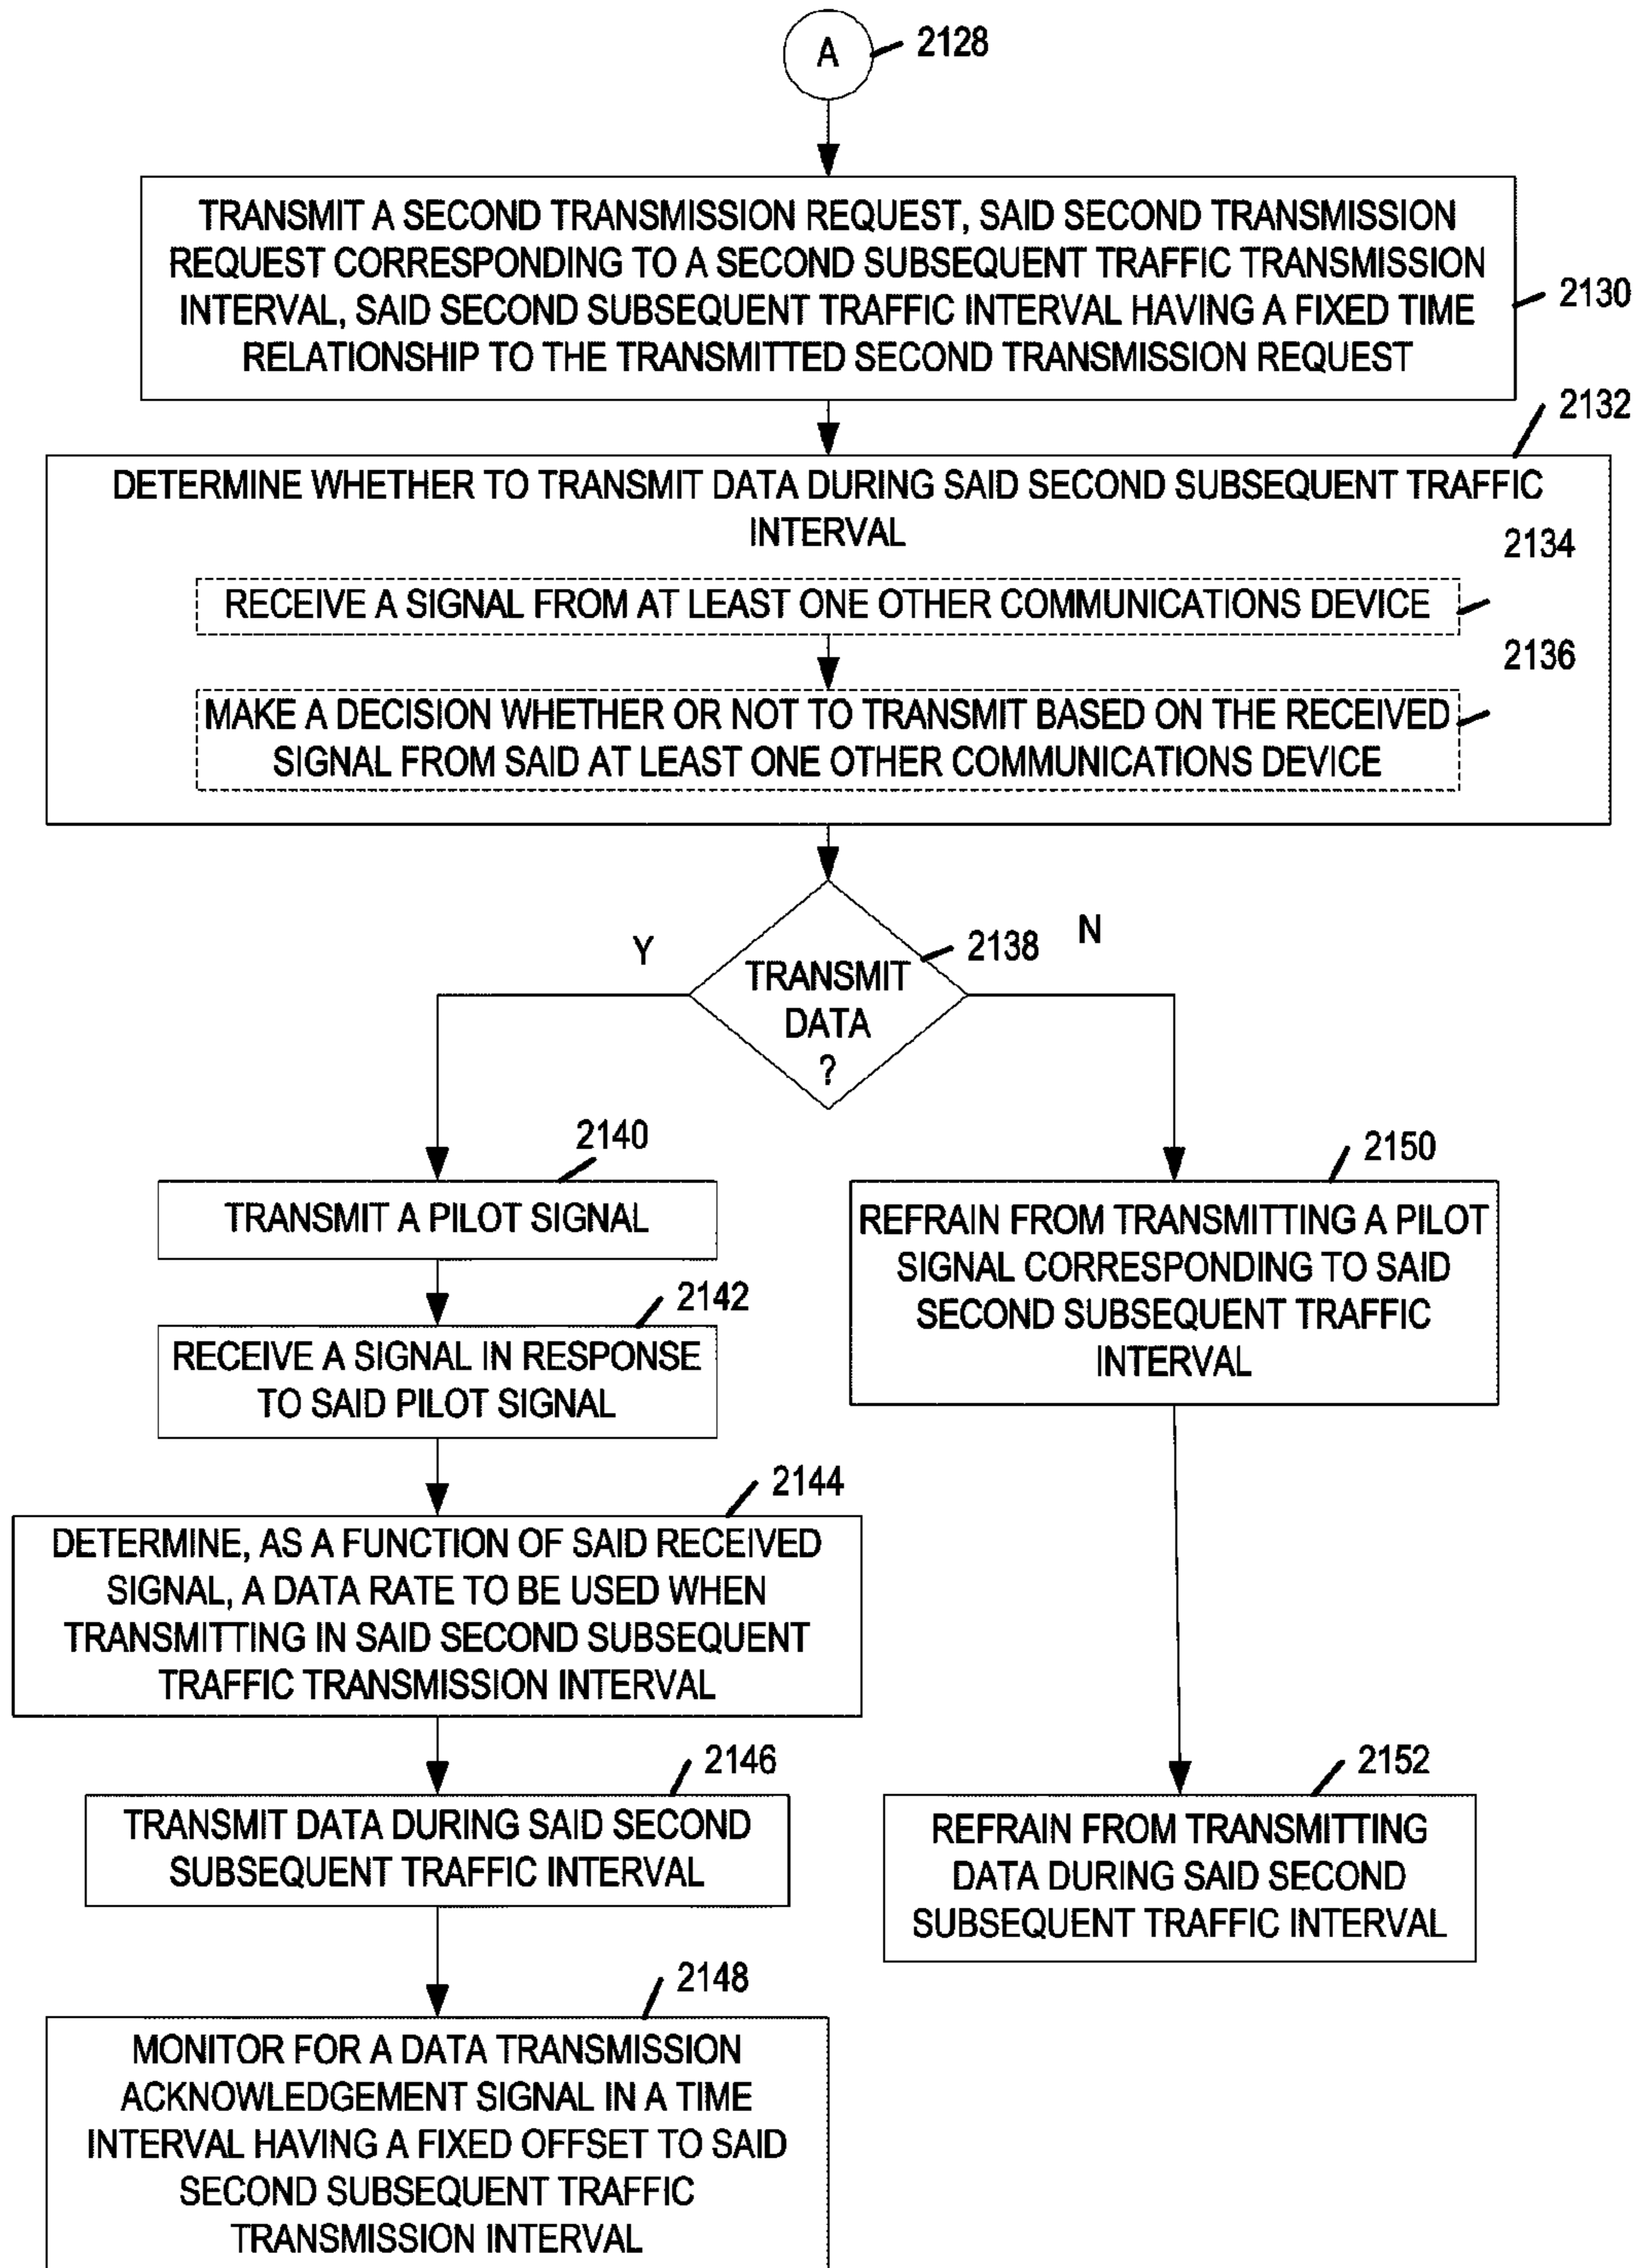 A
2128
TRANSMIT A SECOND TRANSMISSION REQUEST, SAID SECOND TRANSMISSION
REQUEST CORRESPONDING TO A SECOND SUBSEQUENT TRAFFIC TRANSMISSION
INTERVAL, SAID SECOND SUBSEQUENT TRAFFIC INTERVAL HAVING A FIXED TIME
RELATIONSHIP TO THE TRANSMITTED SECOND TRANSMISSION REQUEST
2130
2132
DETERMINE WHETHER TO TRANSMIT DATA DURING SAID SECOND SUBSEQUENT TRAFFIC
INTERVAL
2134
RECEIVE A SIGNAL FROM AT LEAST ONE OTHER COMMUNICATIONS DEVICE
2136
MAKE A DECISION WHETHER OR NOT TO TRANSMIT BASED ON THE RECEIVED
SIGNAL FROM SAID AT LEAST ONE OTHER COMMUNICATIONS DEVICE
Y
2138
N
TRANSMIT
DATA
?
2140
TRANSMIT A PILOT SIGNAL
2142
RECEIVE A SIGNAL IN RESPONSE
TO SAID PILOT SIGNAL
2144
DETERMINE, AS A FUNCTION OF SAID RECEIVED
SIGNAL, A DATA RATE TO BE USED WHEN
TRANSMITTING IN SAID SECOND SUBSEQUENT
TRAFFIC TRANSMISSION INTERVAL
2146
TRANSMIT DATA DURING SAID SECOND
SUBSEQUENT TRAFFIC INTERVAL
2148
MONITOR FOR A DATA TRANSMISSION
ACKNOWLEDGEMENT SIGNAL IN A TIME
INTERVAL HAVING A FIXED OFFSET TO SAID
SECOND SUBSEQUENT TRAFFIC
TRANSMISSION INTERVAL
2150
REFRAIN FROM TRANSMITTING A PILOT
SIGNAL CORRESPONDING TO SAID
SECOND SUBSEQUENT TRAFFIC
INTERVAL
2152
REFRAIN FROM TRANSMITTING
DATA DURING SAID SECOND
SUBSEQUENT TRAFFIC INTERVAL